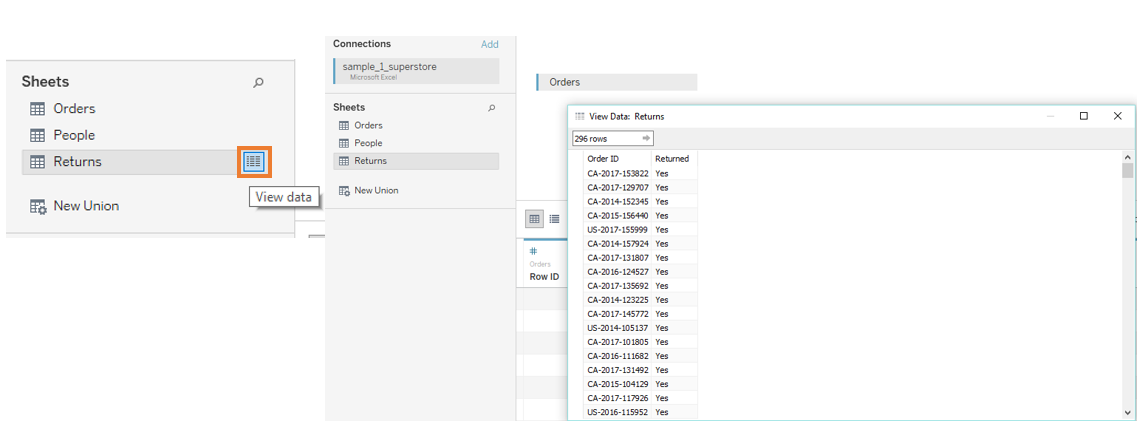 Sheets
Orders
People
Returns
View data
New Union
Connections
Add
sample_1_superstore
Microsoft Excel
Sheets
Orders
People
Returns
New Union
Orders
#
Orders
Row ID
View Data: Returns
296 rows
Order ID Returned
CA-2017-153822 Yes
CA-2017-129707 Yes
CA-2014-152345 Yes
CA-2015-156440 Yes
US-2017-155999 Yes
CA-2014-157924 Yes
CA-2017-131807 Yes
CA-2016-124527 Yes
CA-2017-135692 Yes
CA-2014-123225 Yes
CA-2017-145772 Yes
US-2014-105137 Yes
CA-2017-101805 Yes
CA-2016-111682 Yes
CA-2017-131492 Yes
CA-2015-104129 Yes
CA-2017-117926 Yes
US-2016-115952 Yes